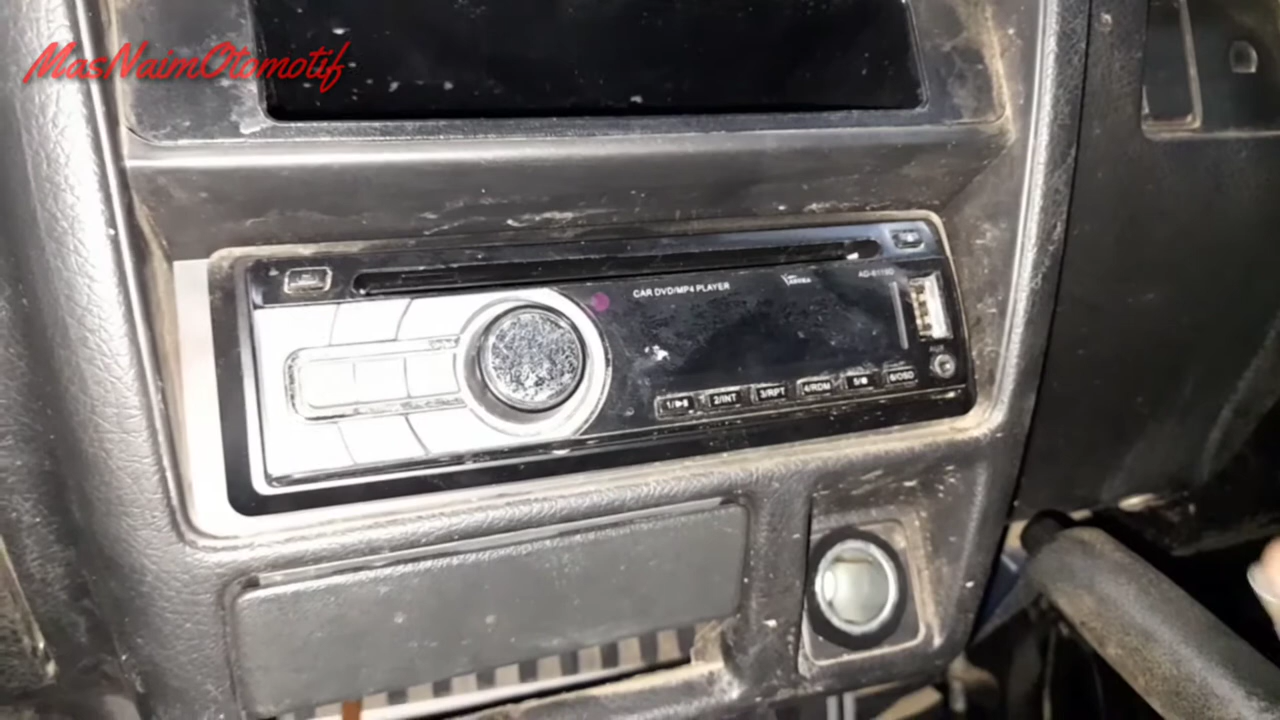 MasNaimOtomotif
CAR DVD/MP4 PLAYER
1/▶II
2/INT
3/RPT
4/RDM
5/■
6/OSD